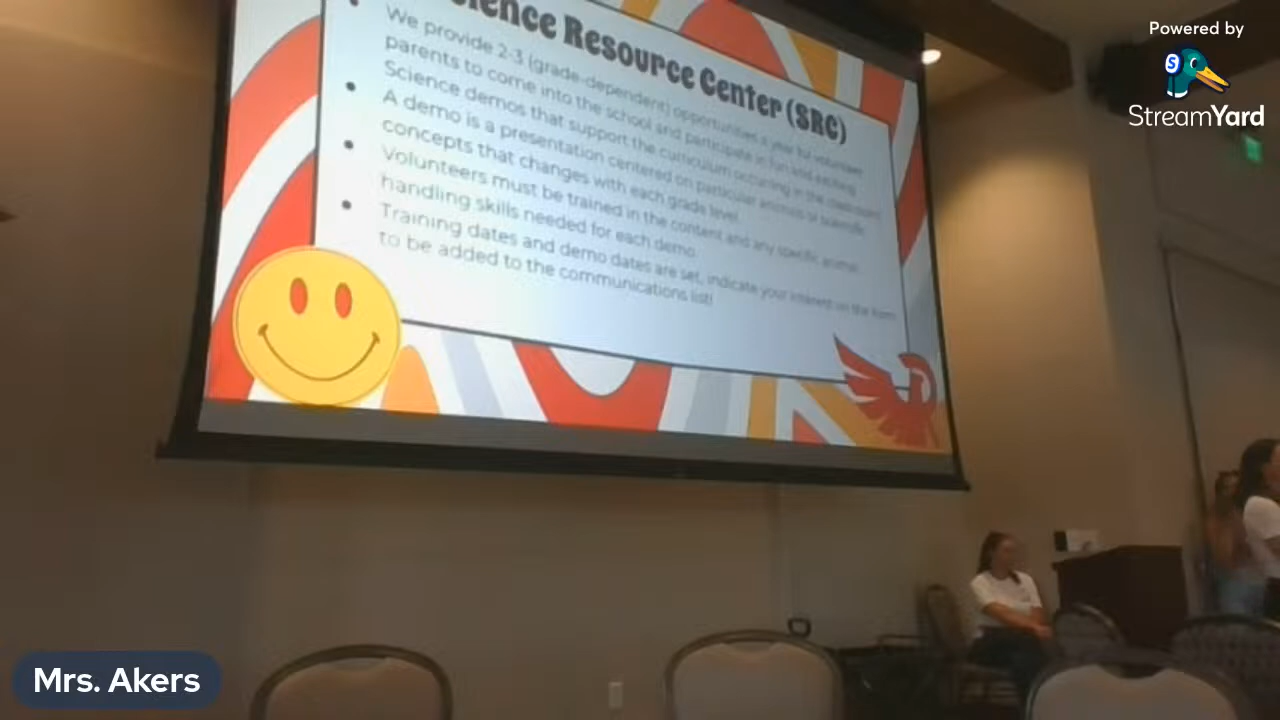 Powered by
StreamYard
Science Resource Center (SRC)
We provide 2-3 (grade-dependent) opportunities a year for volunteer
parents to come into the school and participate in fun and exciting
Science demos that support the curriculum occurring in the classroom
A demo is a presentation centered on particular animals or scientific
concepts that changes with each grade level
Volunteers must be trained in the content and any specific animal
handling skills needed for each demo.
Training dates and demo dates are set, indicate your interest on the form
to be added to the communications list!
Mrs. Akers